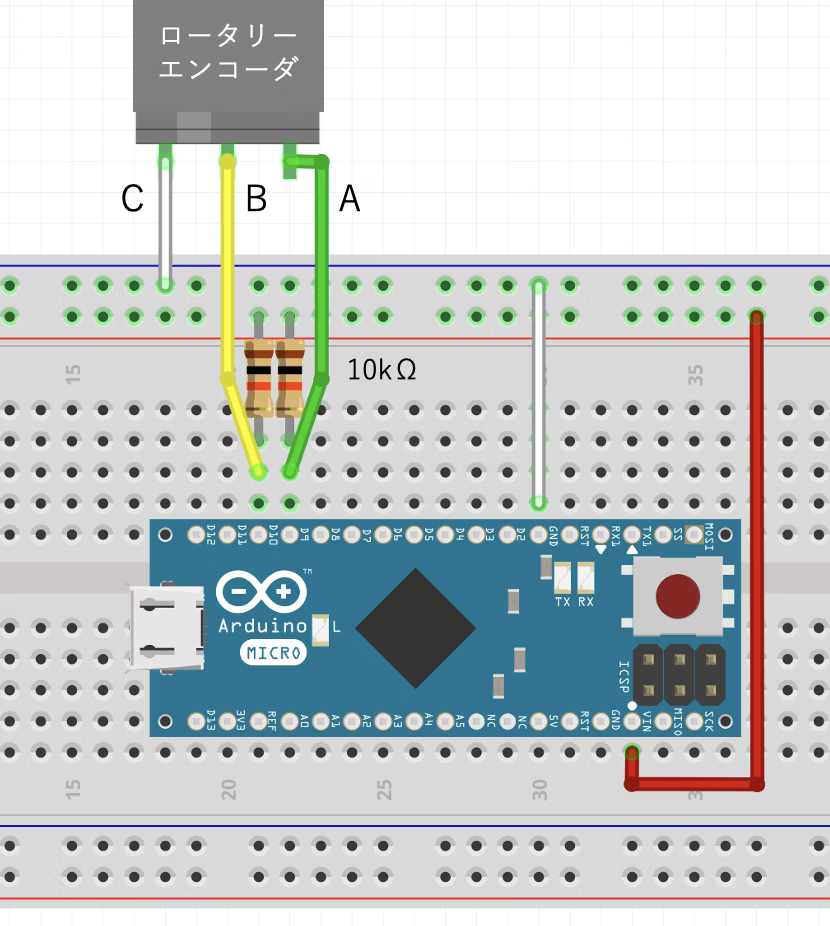 ロータリー
エンコーダ
C
B
A
10kΩ
15
35
D12
D11
D10
D9
D8
D7
D6
D5
D4
D3
D2
GND
RST
RX1
TX1
SS
MOSI
TM
Arduino
MICRO
L
TX RX
ICSP
D13
3V3
REF
A0
A1
A2
A3
A4
A5
NC
NC
5V
RST
GND
VIN
MISO
SCK
15
20
25
30